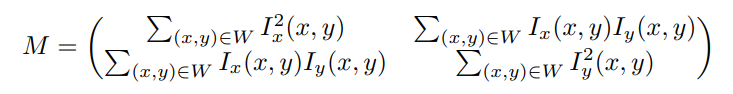 $$M = \begin{pmatrix} \sum_{(x,y)\in W} I_x^2(x,y) & \sum_{(x,y)\in W} I_x(x,y)I_y(x,y) \\ \sum_{(x,y)\in W} I_x(x,y)I_y(x,y) & \sum_{(x,y)\in W} I_y^2(x,y) \end{pmatrix}$$